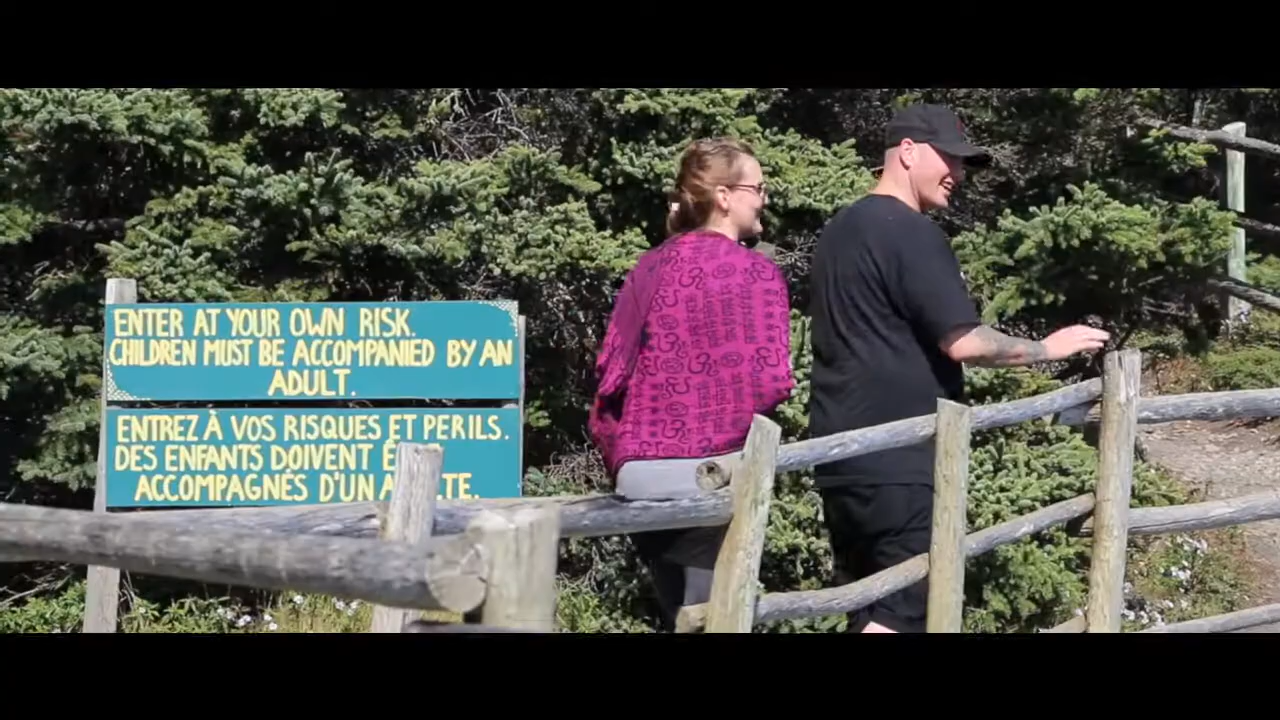 ENTER AT YOUR OWN RISK.
CHILDREN MUST BE ACCOMPANIED BY AN
ADULT.
ENTREZ À VOS RISQUES ET PERILS.
DES ENFANTS DOIVENT
ACCOMPAGNÉS D'UN